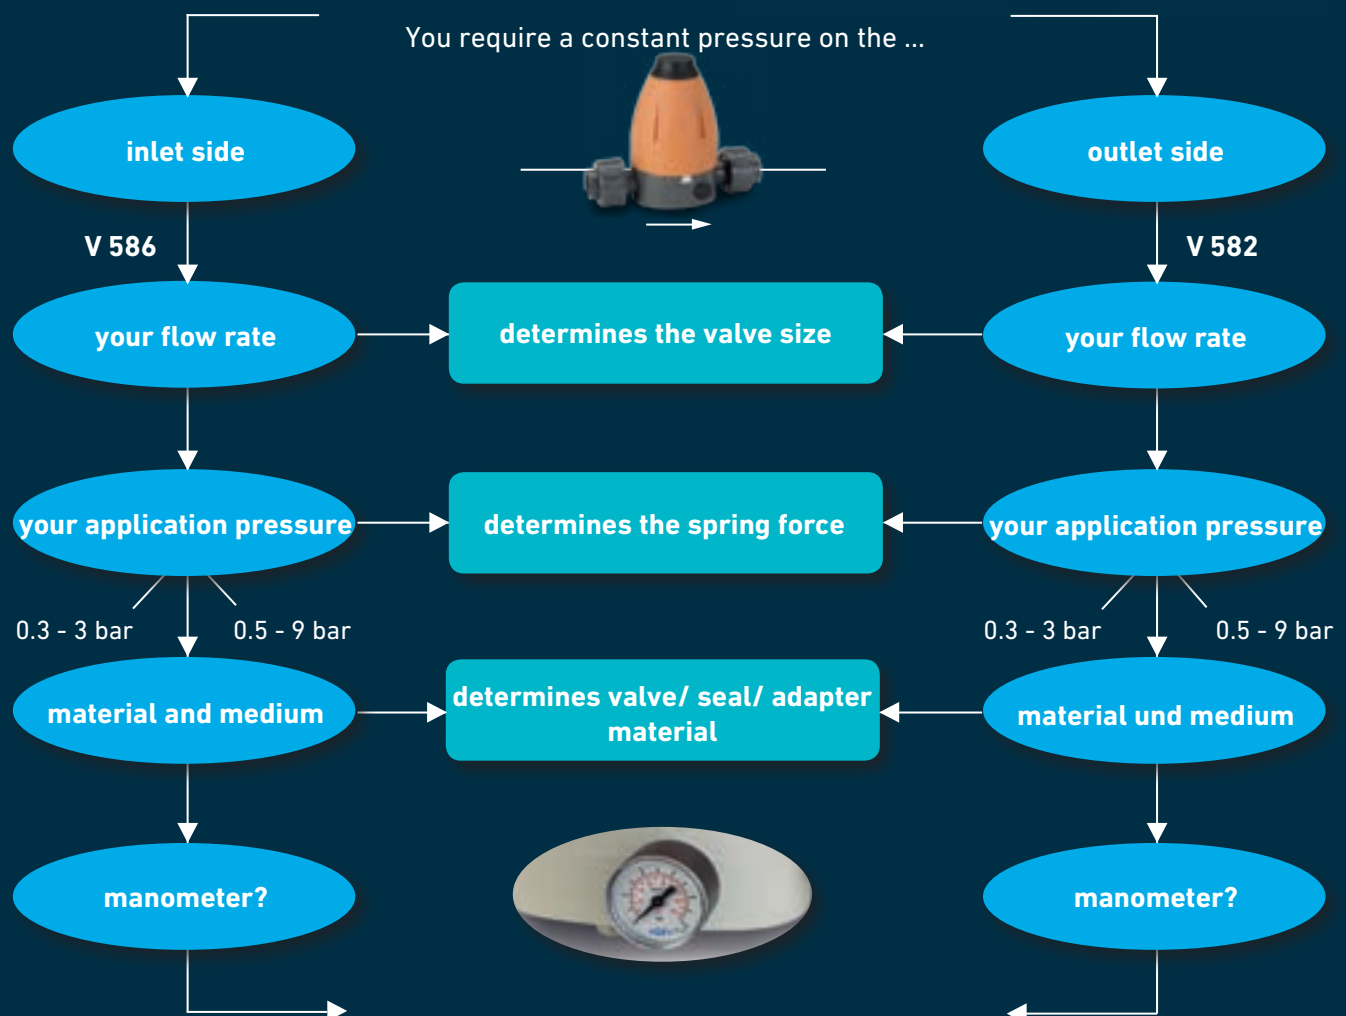 You require a constant pressure on the ...
inlet side
outlet side
V 586
V 582
your flow rate
determines the valve size
your flow rate
your application pressure
determines the spring force
your application pressure
0.3 - 3 bar
0.5 - 9 bar
0.3 - 3 bar
0.5 - 9 bar
material and medium
determines valve/ seal/ adapter
material
material und medium
manometer?
manometer?